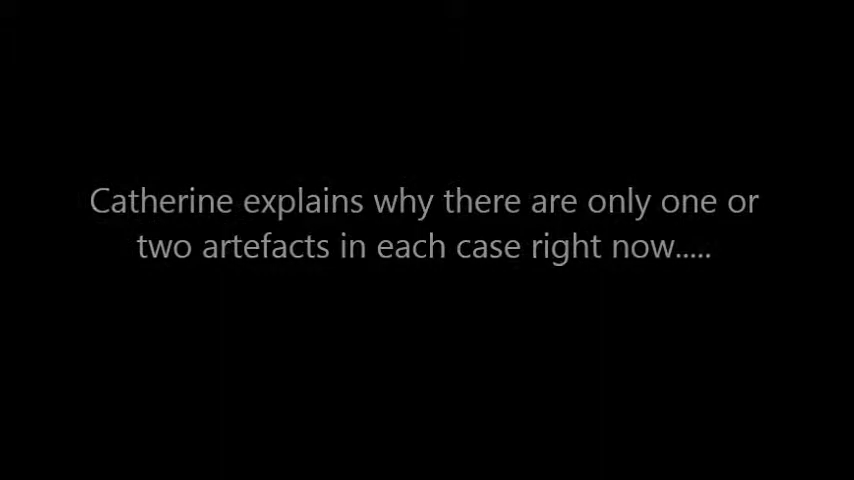 Catherine explains why there are only one or
two artefacts in each case right now.....